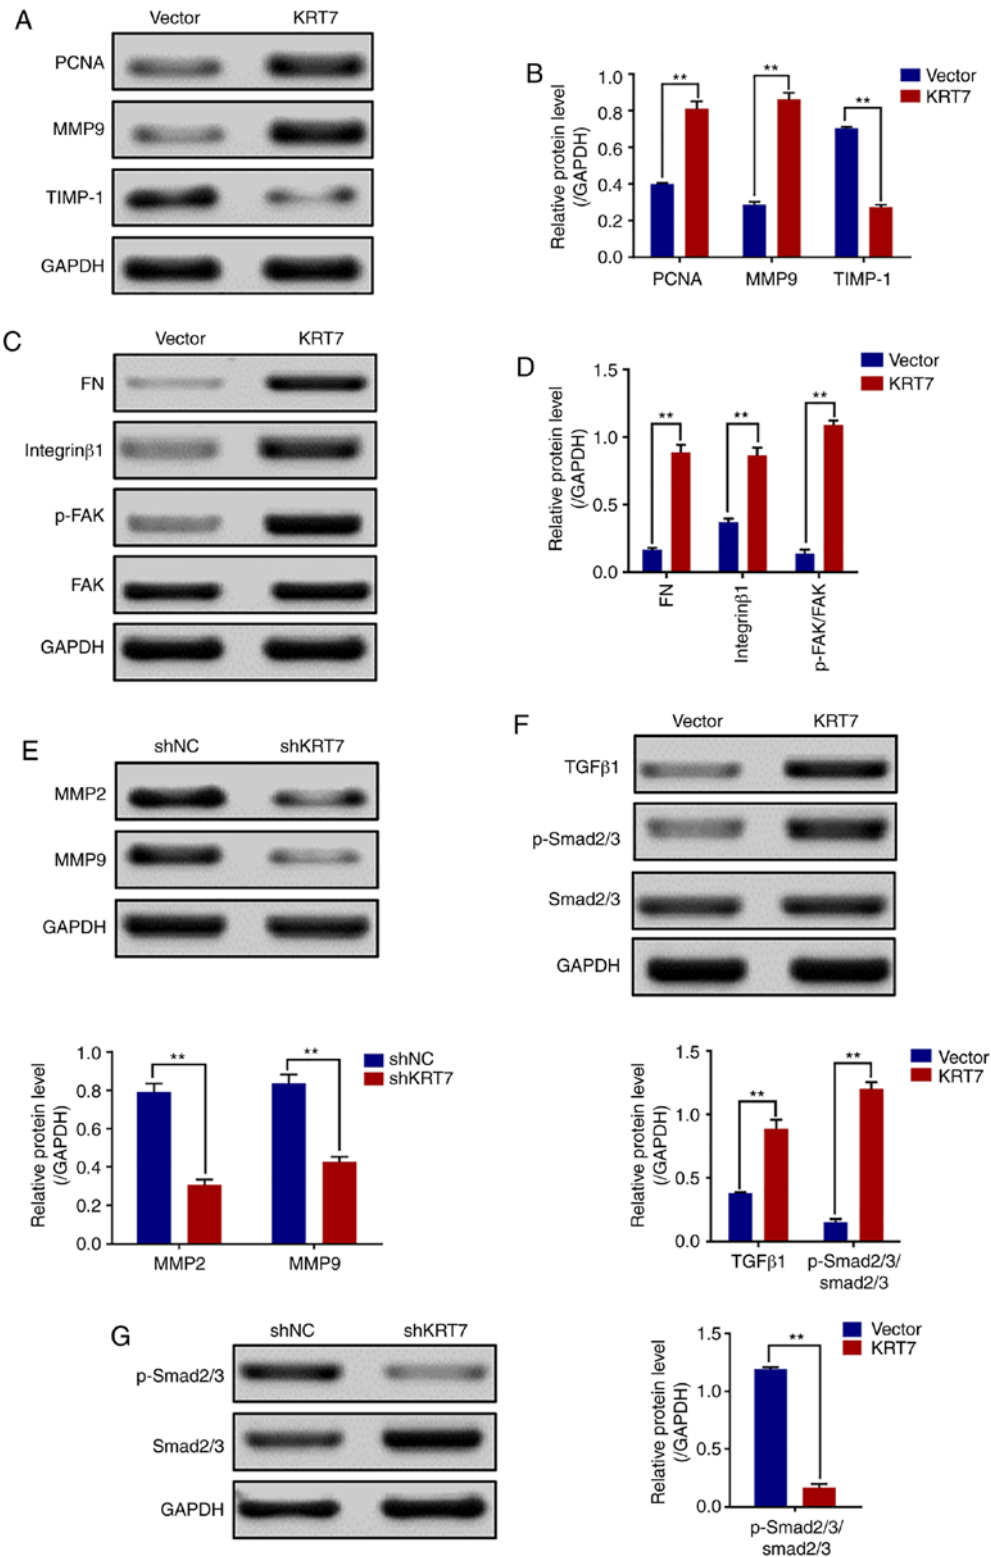 A
Vector KRT7
PCNA
MMP9
TIMP-1
GAPDH
B
Relative protein level
(/GAPDH)
1.0
0.8
0.6
0.4
0.2
0.0
** ** **
Vector
KRT7
PCNA MMP9 TIMP-1
C
Vector KRT7
FN
Integrinβ1
p-FAK
FAK
GAPDH
D
Relative protein level
(/GAPDH)
1.5
1.0
0.5
0.0
** ** **
Vector
KRT7
FN
Integrinβ1
p-FAK/FAK
E
shNC shKRT7
MMP2
MMP9
GAPDH
Relative protein level
(/GAPDH)
1.0
0.8
0.6
0.4
0.2
0.0
** **
shNC
shKRT7
MMP2 MMP9
F
Vector KRT7
TGFβ1
p-Smad2/3
Smad2/3
GAPDH
Relative protein level
(/GAPDH)
1.5
1.0
0.5
0.0
** **
Vector
KRT7
TGFβ1 p-Smad2/3/
smad2/3
G
shNC shKRT7
p-Smad2/3
Smad2/3
GAPDH
Relative protein level
(/GAPDH)
1.5
1.0
0.5
0.0
**
Vector
KRT7
p-Smad2/3/
smad2/3